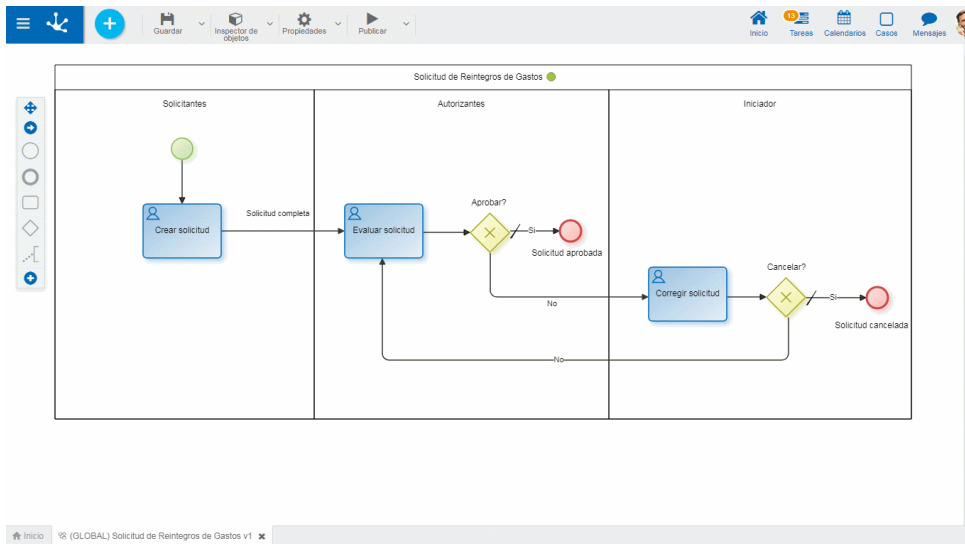 Guardar
Inspector de
objetos
Propiedades
Publicar
Inicio
13
Tareas
Calendarios
Casos
Mensajes
Solicitud de Reintegros de Gastos
Solicitantes
Autorizantes
Iniciador
Crear solicitud
Solicitud completa
Evaluar solicitud
Aprobar?
Si
Solicitud aprobada
No
Corregir solicitud
Cancelar?
Si
Solicitud cancelada
No
Inicio
(GLOBAL) Solicitud de Reintegros de Gastos v1